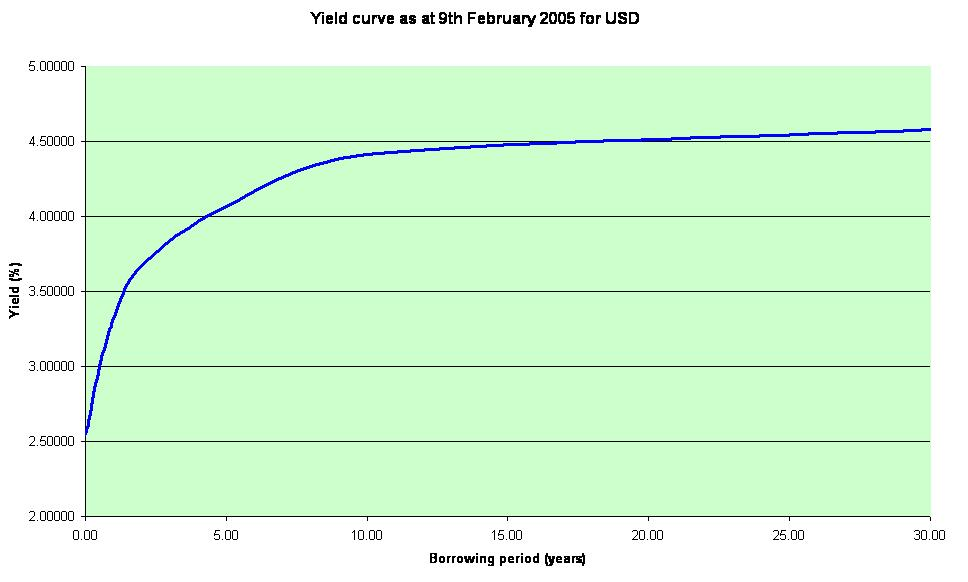 Yield curve as at 9th February 2005 for USD
5.00000
4.50000
4.00000
3.50000
3.00000
2.50000
2.00000
Yield (%)
0.00 5.00 10.00 15.00 20.00 25.00 30.00
Borrowing period (years)